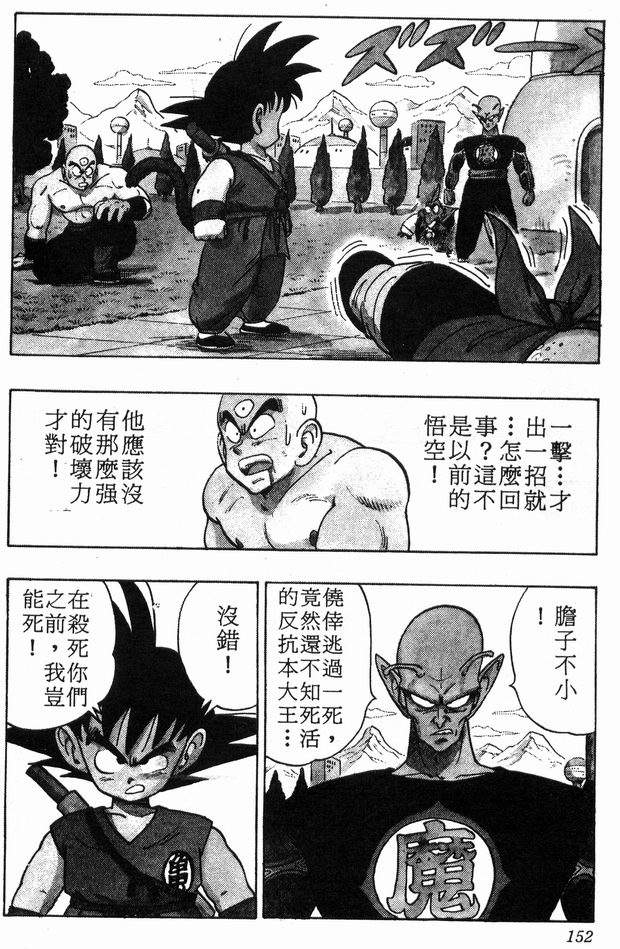 ズズズ
一擊…才
出一招就
…怎麼回
事？這不
是以前的
悟空！
他應該沒
有那麼强
的破壞力
才對！
膽子不小
！
僥倖逃過一死，
竟然還不知死活
的反抗本大王…
魔
沒錯！
在殺死你們
之前，我豈
能死！
亀
152